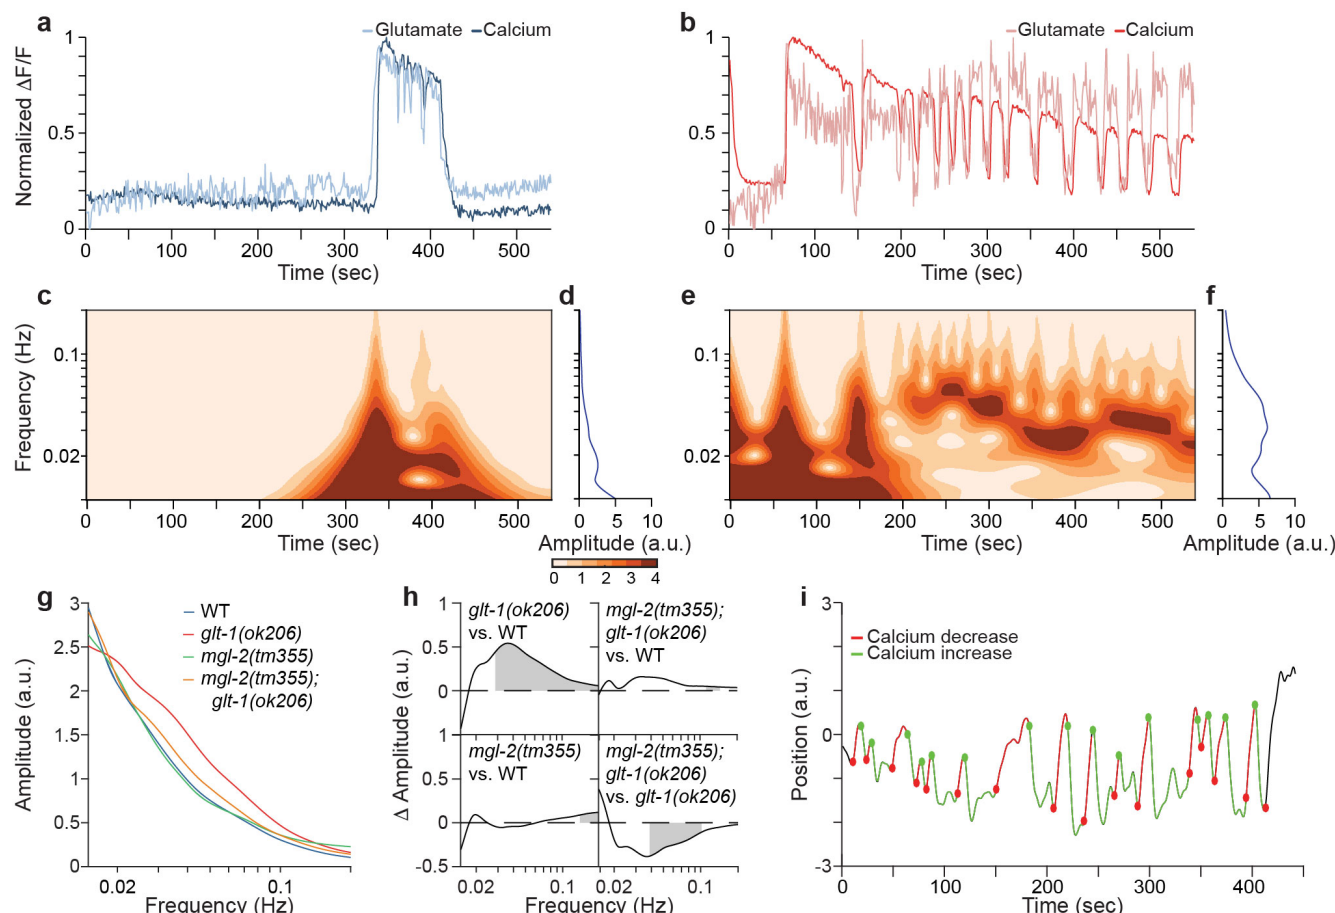 a
Glutamate Calcium
Normalized ΔF/F
1
0.5
0
0 100 200 300 400 500
Time (sec)
b
Glutamate Calcium
1
0.5
0
0 100 200 300 400 500
Time (sec)
c
Frequency (Hz)
0.1
0.02
0 100 200 300 400 500
Time (sec)
d
0 5 10
Amplitude (a.u.)
0 1 2 3 4
e
0.1
0.02
0 100 200 300 400 500
Time (sec)
f
0 5 10
Amplitude (a.u.)
g
Amplitude (a.u.)
3
2.5
2
1.5
1
0.5
0
WT
glt-1(ok206)
mgl-2(tm355)
mgl-2(tm355);
glt-1(ok206)
0.02 0.1
Frequency (Hz)
h
Δ Amplitude (a.u.)
1
0.5
0
glt-1(ok206)
vs. WT
mgl-2(tm355);
glt-1(ok206)
vs. WT
1
0.5
0
-0.5
mgl-2(tm355)
vs. WT
mgl-2(tm355);
glt-1(ok206)
vs. glt-1(ok206)
0.02 0.1 0.02 0.1
Frequency (Hz)
i
Position (a.u.)
3
0
-3
Calcium decrease
Calcium increase
0 100 200 300 400
Time (sec)